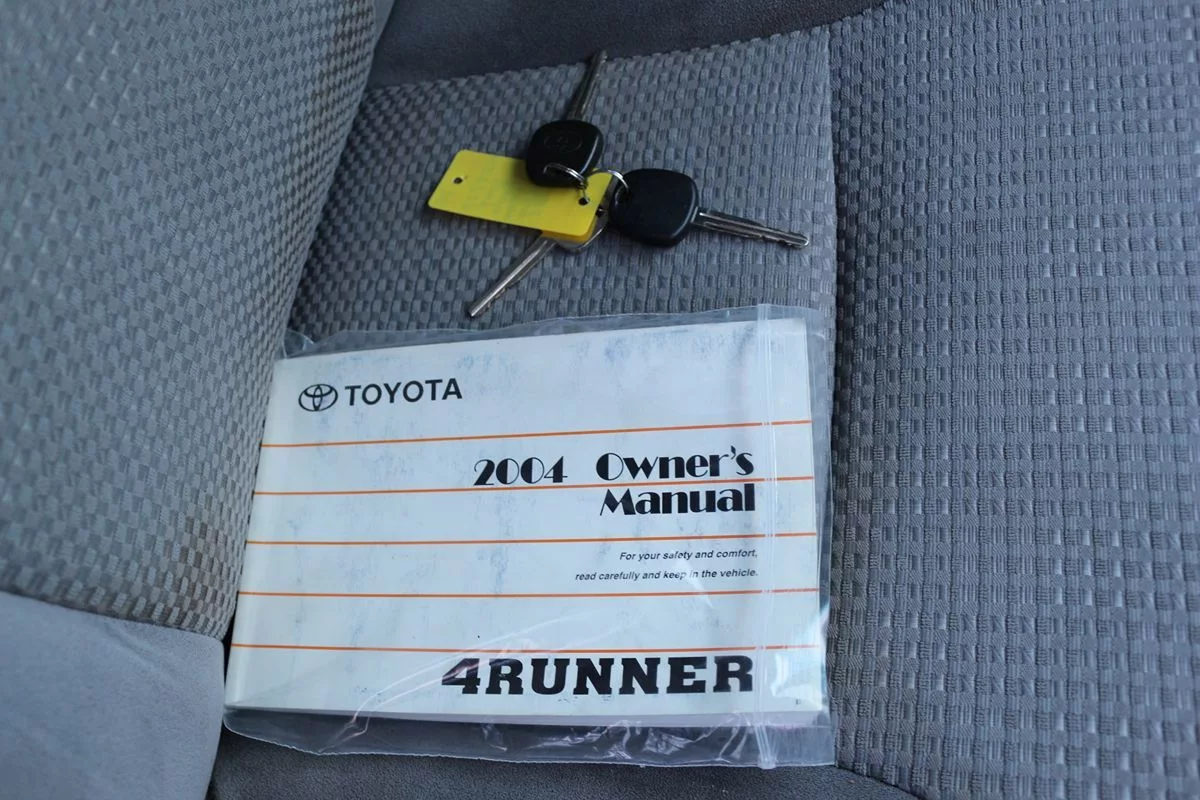 TOYOTA
2004 Owner's
Manual
For your safety and comfort,
read carefully and keep in the vehicle.
4RUNNER